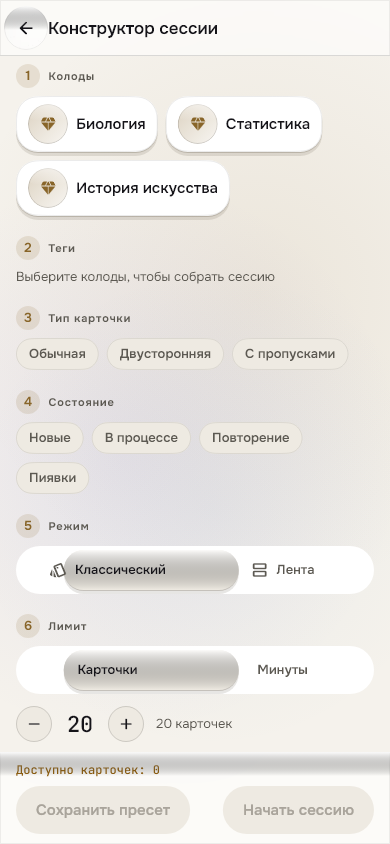 Конструктор сессии
1 Колоды
Биология
Статистика
История искусства
2 Теги
Выберите колоды, чтобы собрать сессию
3 Тип карточки
Обычная
Двусторонняя
С пропусками
4 Состояние
Новые
В процессе
Повторение
Пиявки
5 Режим
Классический
Лента
6 Лимит
Карточки
Минуты
− 20 + 20 карточек
Доступно карточек: 0
Сохранить пресет
Начать сессию